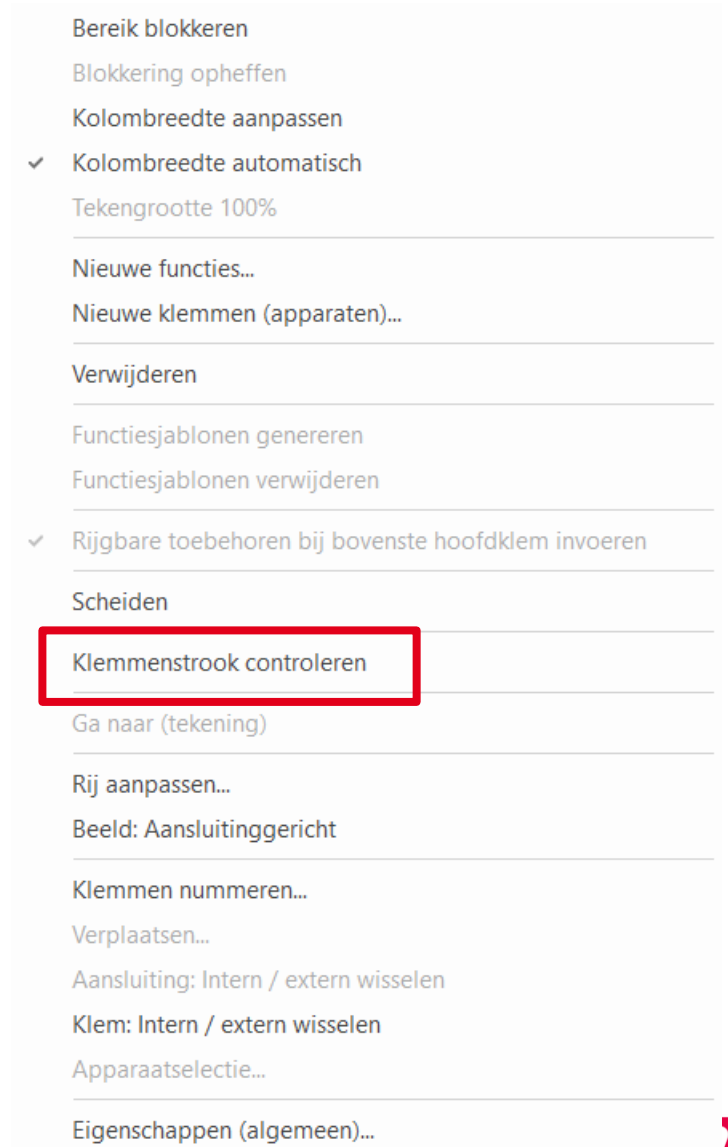 Bereik blokkeren
Blokkering opheffen
Kolombreedte aanpassen
Kolombreedte automatisch
Tekengrootte 100%
Nieuwe functies...
Nieuwe klemmen (apparaten)...
Verwijderen
Functiesjablonen genereren
Functiesjablonen verwijderen
Rijgbare toebehoren bij bovenste hoofdklem invoeren
Scheiden
Klemmenstrook controleren
Ga naar (tekening)
Rij aanpassen...
Beeld: Aansluitinggericht
Klemmen nummeren...
Verplaatsen...
Aansluiting: Intern / extern wisselen
Klem: Intern / extern wisselen
Apparaatselectie...
Eigenschappen (algemeen)...